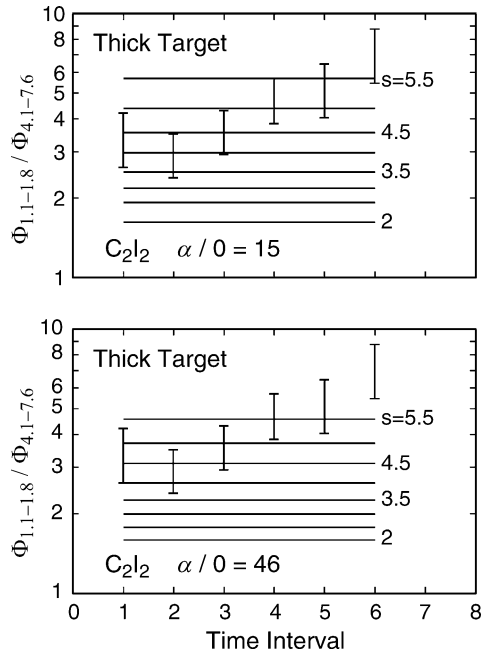 10
Thick Target
6
s=5.5
5
4
4.5
3
3.5
2
2
C₂I₂ α / 0 = 15
1
Φ₁.₁₋₁.₈ / Φ₄.₁₋₇.₆
10
8
Thick Target
6
5
s=5.5
4
4.5
3
3.5
2
2
C₂I₂ α / 0 = 46
1
Φ₁.₁₋₁.₈ / Φ₄.₁₋₇.₆
0 1 2 3 4 5 6 7 8
Time Interval